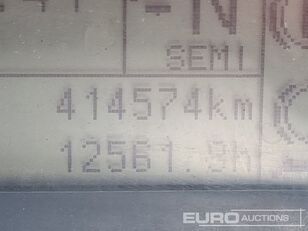 -N
SEMI
414574km
12561.9h
EURO AUCTIONS